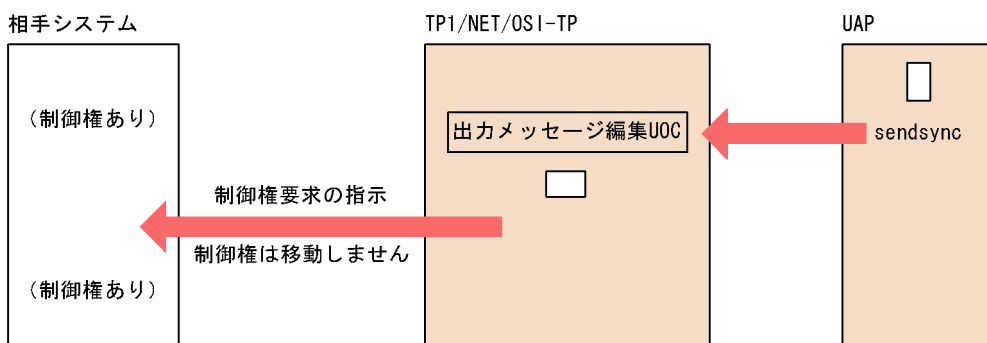 相手システム
TP1/NET/OSI-TP
UAP
(制御権あり)
出力メッセージ編集UOC
sendsync
制御権要求の指示
制御権は移動しません
(制御権あり)